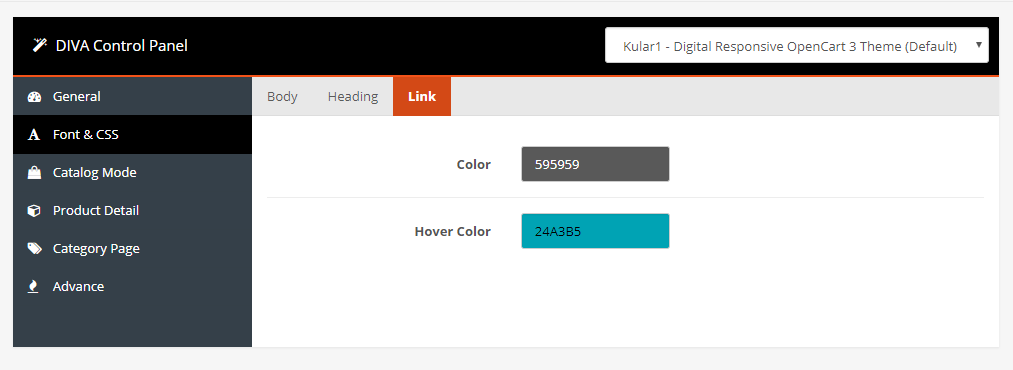 DIVA Control Panel
Kular1 - Digital Responsive OpenCart 3 Theme (Default)
General
Font & CSS
Catalog Mode
Product Detail
Category Page
Advance
Body Heading Link
Color 595959
Hover Color 24A3B5